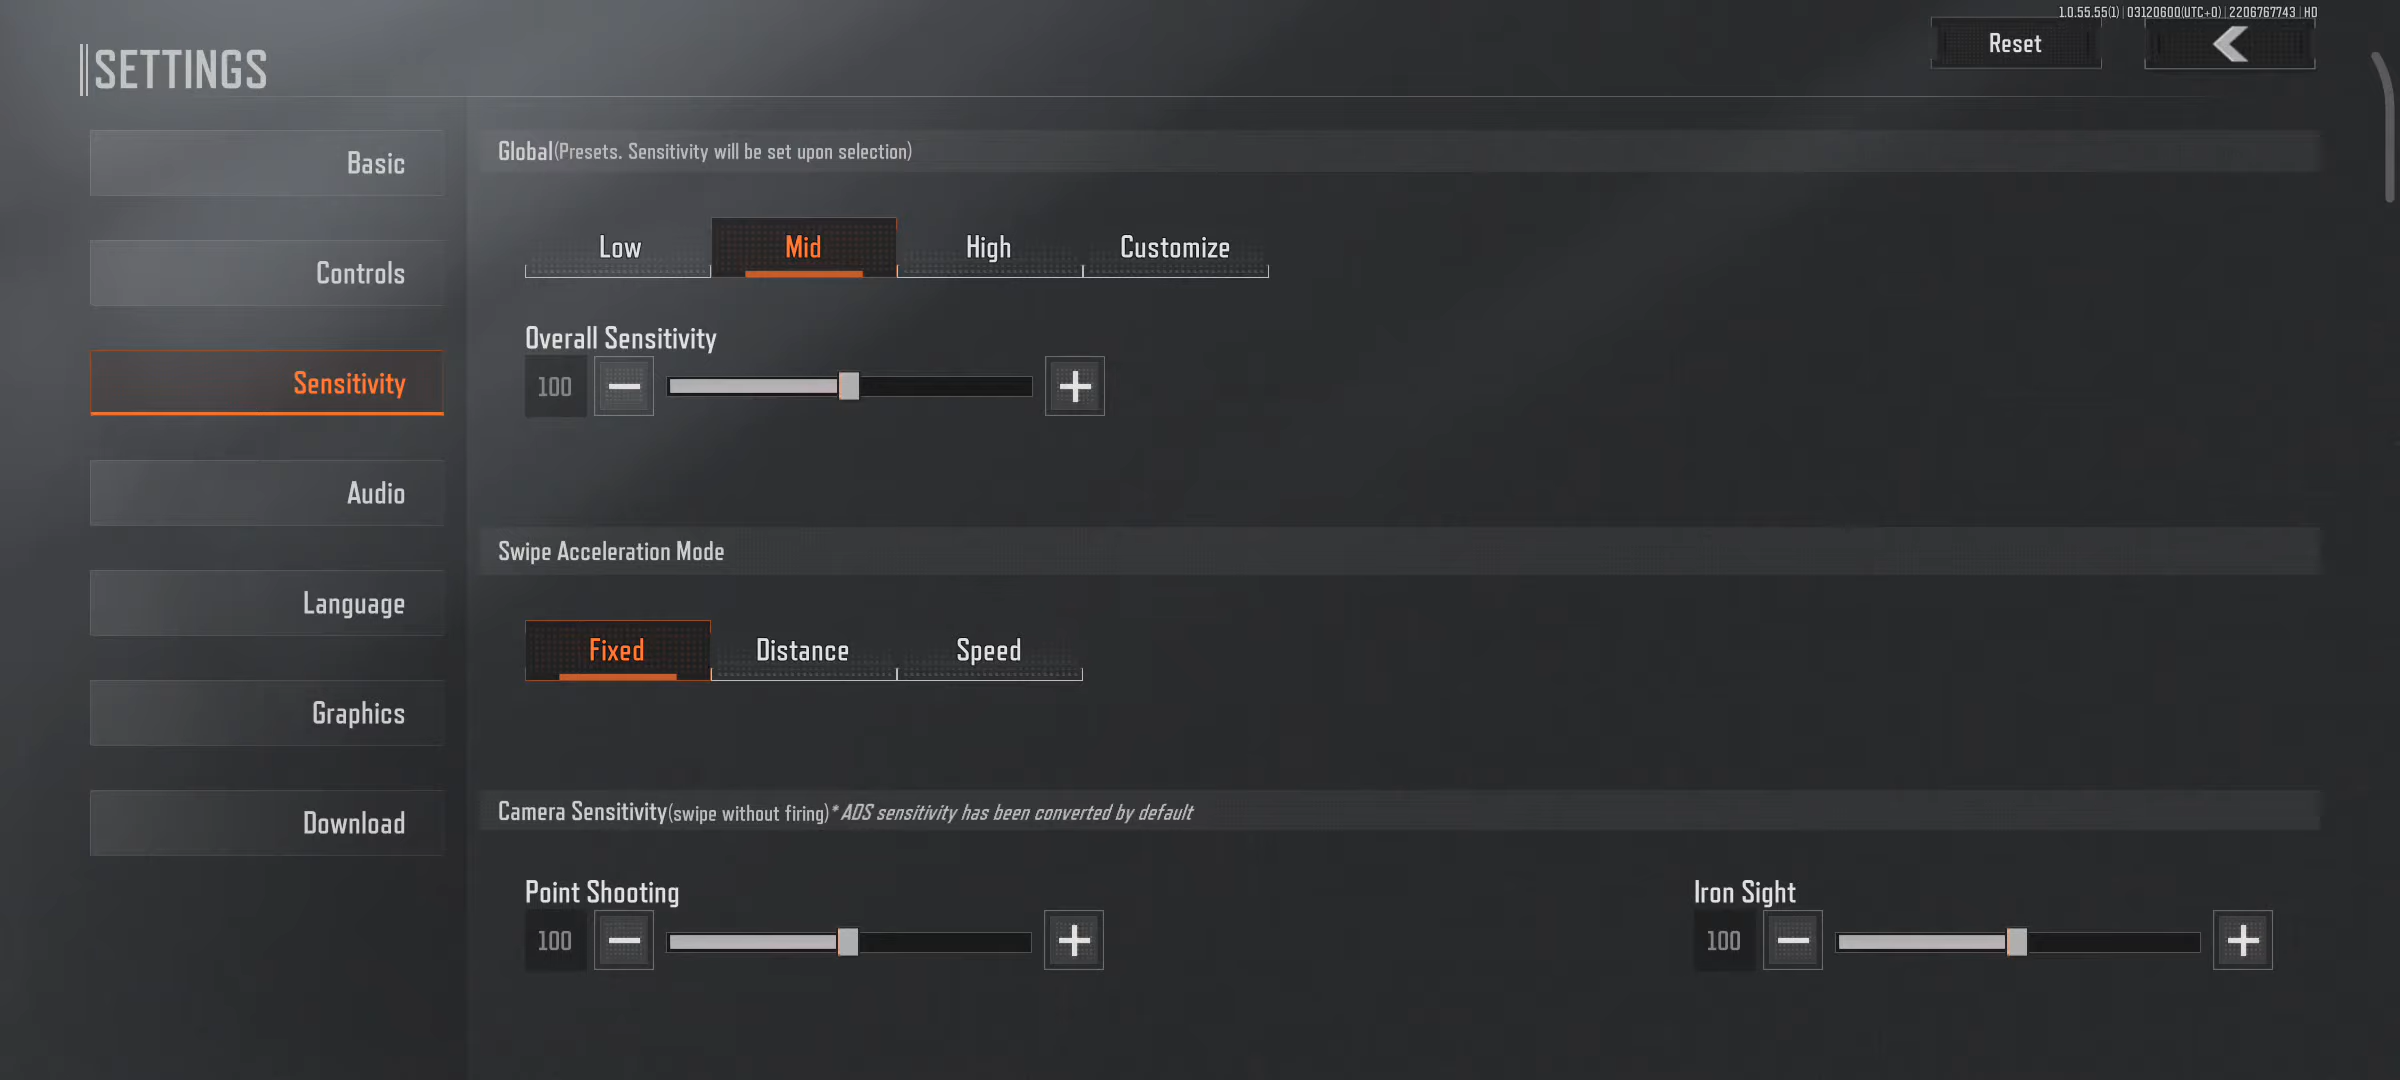 1.0.55.55(1) | 03120600(UTC+0) | 2206767743 | HD
SETTINGS
Reset
Basic
Controls
Sensitivity
Audio
Language
Graphics
Download
Global(Presets. Sensitivity will be set upon selection)
Low Mid High Customize
Overall Sensitivity
100
Swipe Acceleration Mode
Fixed Distance Speed
Camera Sensitivity(swipe without firing)* ADS sensitivity has been converted by default
Point Shooting
100
Iron Sight
100